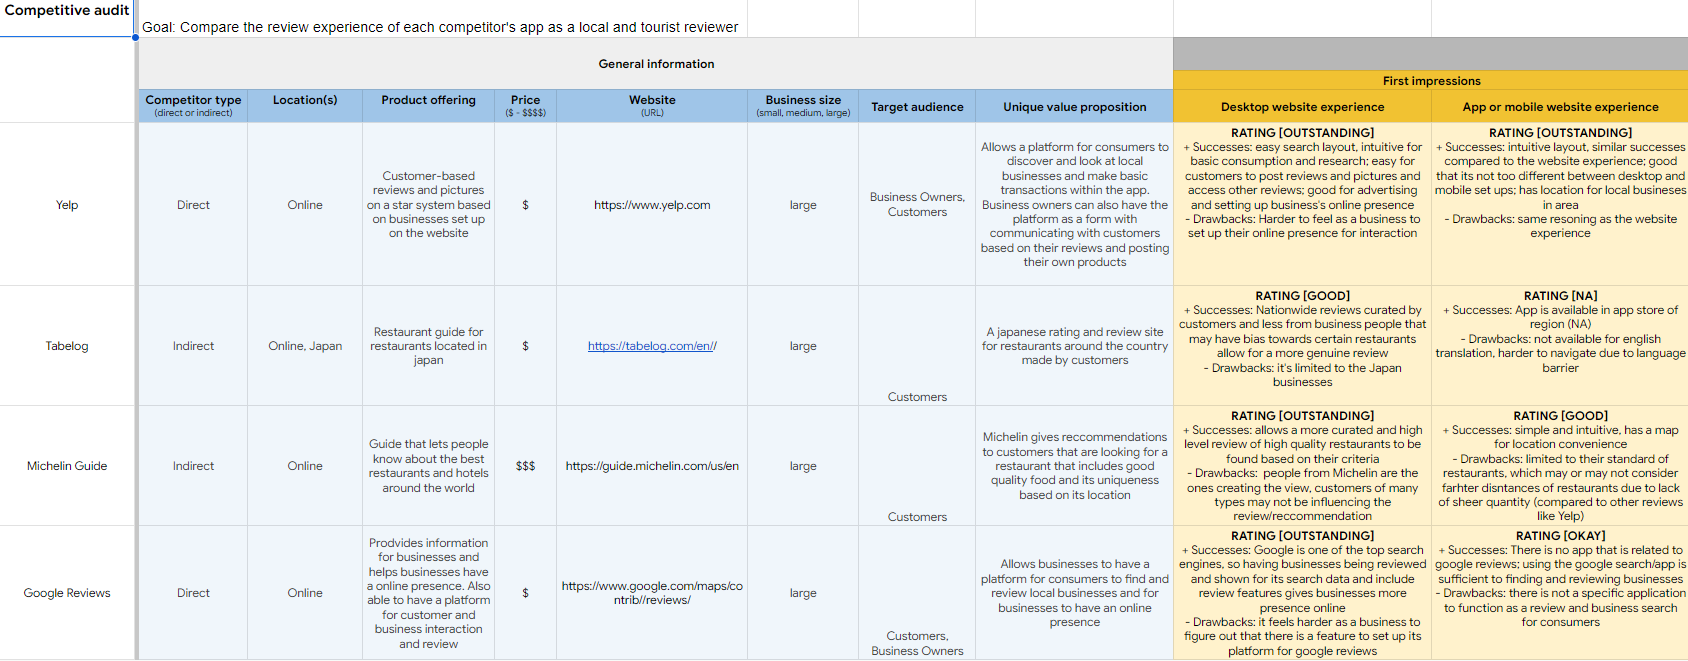 Competitive audit
Goal: Compare the review experience of each competitor's app as a local and tourist reviewer
General information
First impressions
Competitor type
(direct or indirect)
Location(s)
Product offering
Price
($ - $$$$)
Website
(URL)
Business size
(small, medium, large)
Target audience
Unique value proposition
Desktop website experience
App or mobile website experience
Yelp
Direct
Online
Customer-based
reviews and pictures
on a star system based
on businesses set up
on the website
$
https://www.yelp.com
large
Business Owners,
Customers
Allows a platform for consumers to
discover and look at local
businesses and make basic
transactions within the app.
Business owners can also have the
platform as a form with
communicating with customers
based on their reviews and posting
their own products
RATING [OUTSTANDING]
+ Successes: easy search layout, intuitive for
basic consumption and research; easy for
customers to post reviews and pictures and
access other reviews; good for advertising
and setting up business's online presence
- Drawbacks: Harder to feel as a business to
set up their online presence for interaction
RATING [OUTSTANDING]
+ Successes: intuitive layout, similar successes
compared to the website experience; good
that its not too different between desktop and
mobile set ups; has location for local busineses
in area
- Drawbacks: same resoning as the website
experience
Tabelog
Indirect
Online, Japan
Restaurant guide for
restaurants located in
japan
$
https://tabelog.com/en//
large
Customers
A japanese rating and review site
for restaurants around the country
made by customers
RATING [GOOD]
+ Successes: Nationwide reviews curated by
customers and less from business people that
may have bias towards certain restaurants
allow for a more genuine review
- Drawbacks: it's limited to the Japan
businesses
RATING [NA]
+ Successes: App is available in app store of
region (NA)
- Drawbacks: not available for english
translation, harder to navigate due to language
barrier
Michelin Guide
Indirect
Online
Guide that lets people
know about the best
restaurants and hotels
around the world
$$$
https://guide.michelin.com/us/en
large
Customers
Michelin gives reccommendations
to customers that are looking for a
restaurant that includes good
quality food and its uniqueness
based on its location
RATING [OUTSTANDING]
+ Successes: allows a more curated and high
level review of high quality restaurants to be
found based on their criteria
- Drawbacks: people from Michelin are the
ones creating the view, customers of many
types may not be influencing the
review/reccommendation
RATING [GOOD]
+ Successes: simple and intuitive, has a map
for location convenience
- Drawbacks: limited to their standard of
restaurants, which may or may not consider
farhter disntances of restaurants due to lack
of sheer quantity (compared to other reviews
like Yelp)
Google Reviews
Direct
Online
Prodvides information
for businesses and
helps businesses have
a online presence. Also
able to have a platform
for customer and
business interaction
and review
$
https://www.google.com/maps/co
ntrib//reviews/
large
Customers,
Business Owners
Allows businesses to have a
platform for consumers to find and
review local businesses and for
businesses to have an online
presence
RATING [OUTSTANDING]
+ Successes: Google is one of the top search
engines, so having businesses being reviewed
and shown for its search data and include
review features gives businesses more
presence online
- Drawbacks: it feels harder as a business to
figure out that there is a feature to set up its
platform for google reviews
RATING [OKAY]
+ Successes: There is no app that is related to
google reviews; using the google search/app is
sufficient to finding and reviewing businesses
- Drawbacks: there is not a specific application
to function as a review and business search
for consumers